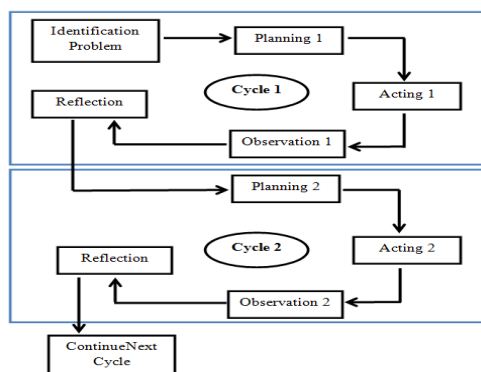 Identification
Problem
Planning 1
Cycle 1
Acting 1
Reflection
Observation 1
Planning 2
Cycle 2
Acting 2
Reflection
Observation 2
ContinueNext
Cycle